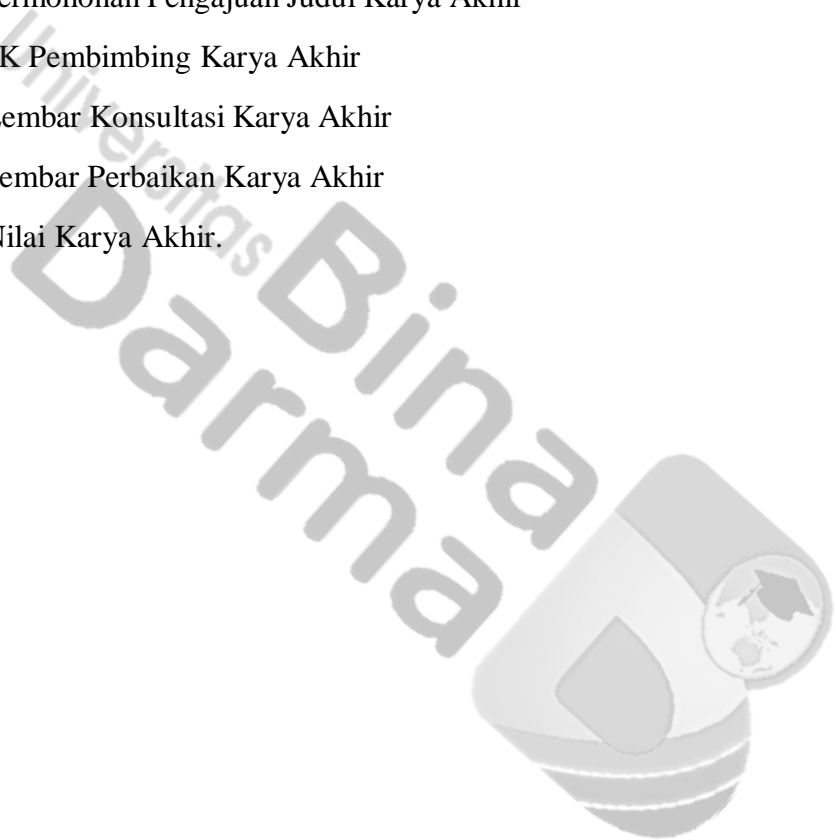 Pengajuan Judul Karya Akhir
K Pembimbing Karya Akhir
embar Konsultasi Karya Akhir
embar Perbaikan Karya Akhir
Nilai Karya Akhir.
Universitas
Bina
Darma